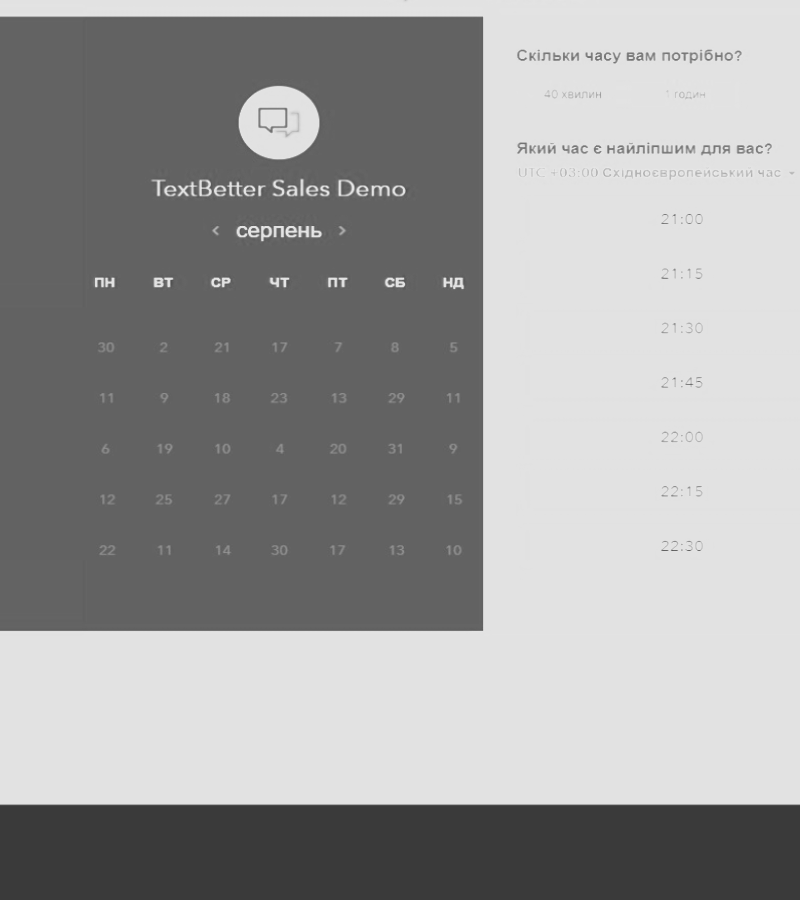 TextBetter Sales Demo
< серпень >
ПН ВТ СР ЧТ ПТ СБ НД
30 2 21 17 7 8 5
11 9 18 23 13 29 11
6 19 10 4 20 31 9
12 25 27 17 12 29 15
22 11 14 30 17 13 10
Скільки часу вам потрібно?
40 хвилин 1 годин
Який час є найліпшим для вас?
UTC +03:00 Східноєвропейський час
21:00
21:15
21:30
21:45
22:00
22:15
22:30